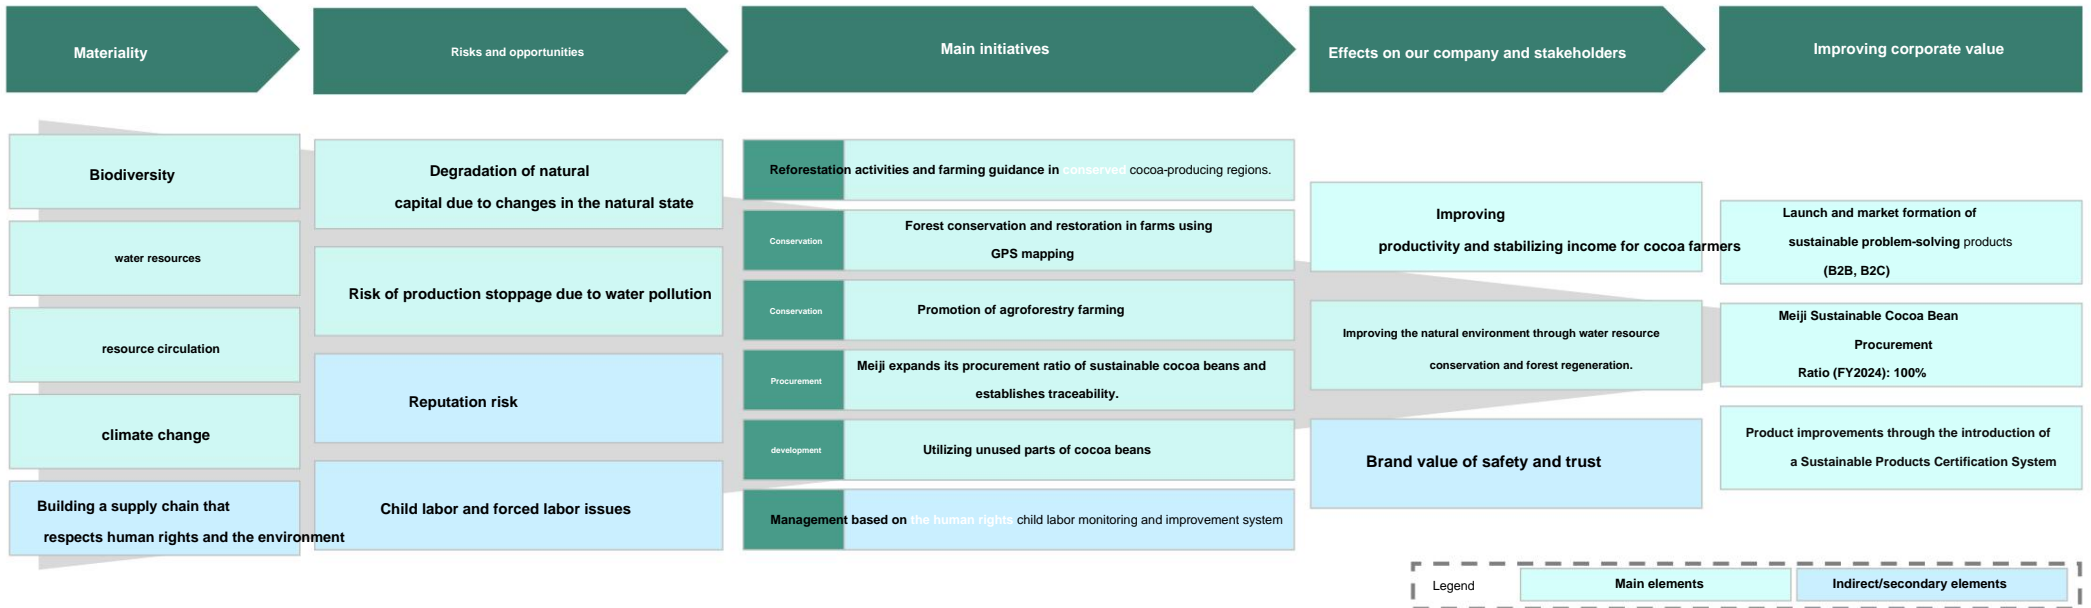 Materiality
Risks and opportunities
Main initiatives
Effects on our company and stakeholders
Improving corporate value
Biodiversity
water resources
resource circulation
climate change
Building a supply chain that
respects human rights and the environment
Degradation of natural
capital due to changes in the natural state
Risk of production stoppage due to water pollution
Reputation risk
Child labor and forced labor issues
Reforestation activities and farming guidance in conserved cocoa-producing regions.
Conservation
Forest conservation and restoration in farms using
GPS mapping
Conservation
Promotion of agroforestry farming
Procurement
Meiji expands its procurement ratio of sustainable cocoa beans and
establishes traceability.
development
Utilizing unused parts of cocoa beans
Management based on the human rights child labor monitoring and improvement system
Improving
productivity and stabilizing income for cocoa farmers
Improving the natural environment through water resource
conservation and forest regeneration.
Brand value of safety and trust
Launch and market formation of
sustainable problem-solving products
(B2B, B2C)
Meiji Sustainable Cocoa Bean
Procurement
Ratio (FY2024): 100%
Product improvements through the introduction of
a Sustainable Products Certification System
Legend
Main elements
Indirect/secondary elements